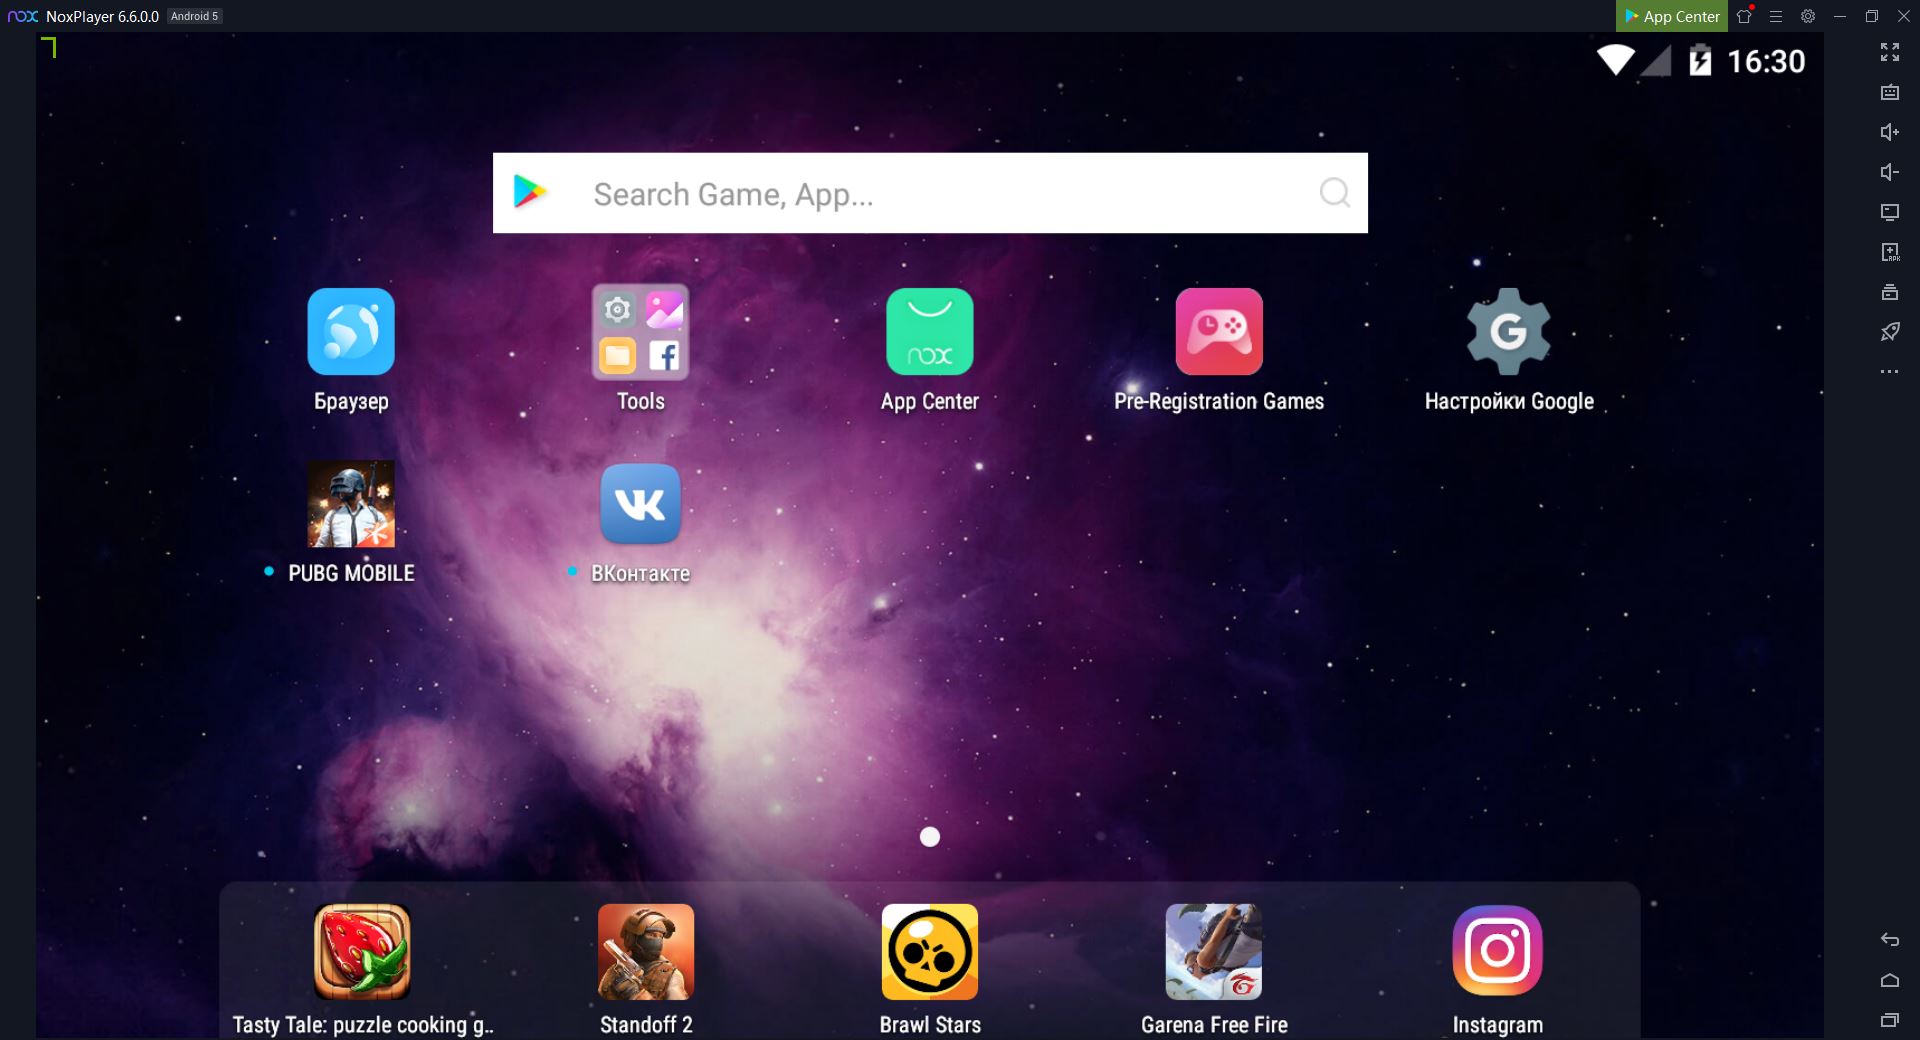 nox NoxPlayer 6.6.0.0 Android 5 App Center
16:30
Search Game, App...
nox
Браузер Tools App Center Pre-Registration Games Настройки Google
PUBG MOBILE ВКонтакте
Tasty Tale: puzzle cooking g.. Standoff 2 Brawl Stars Garena Free Fire Instagram